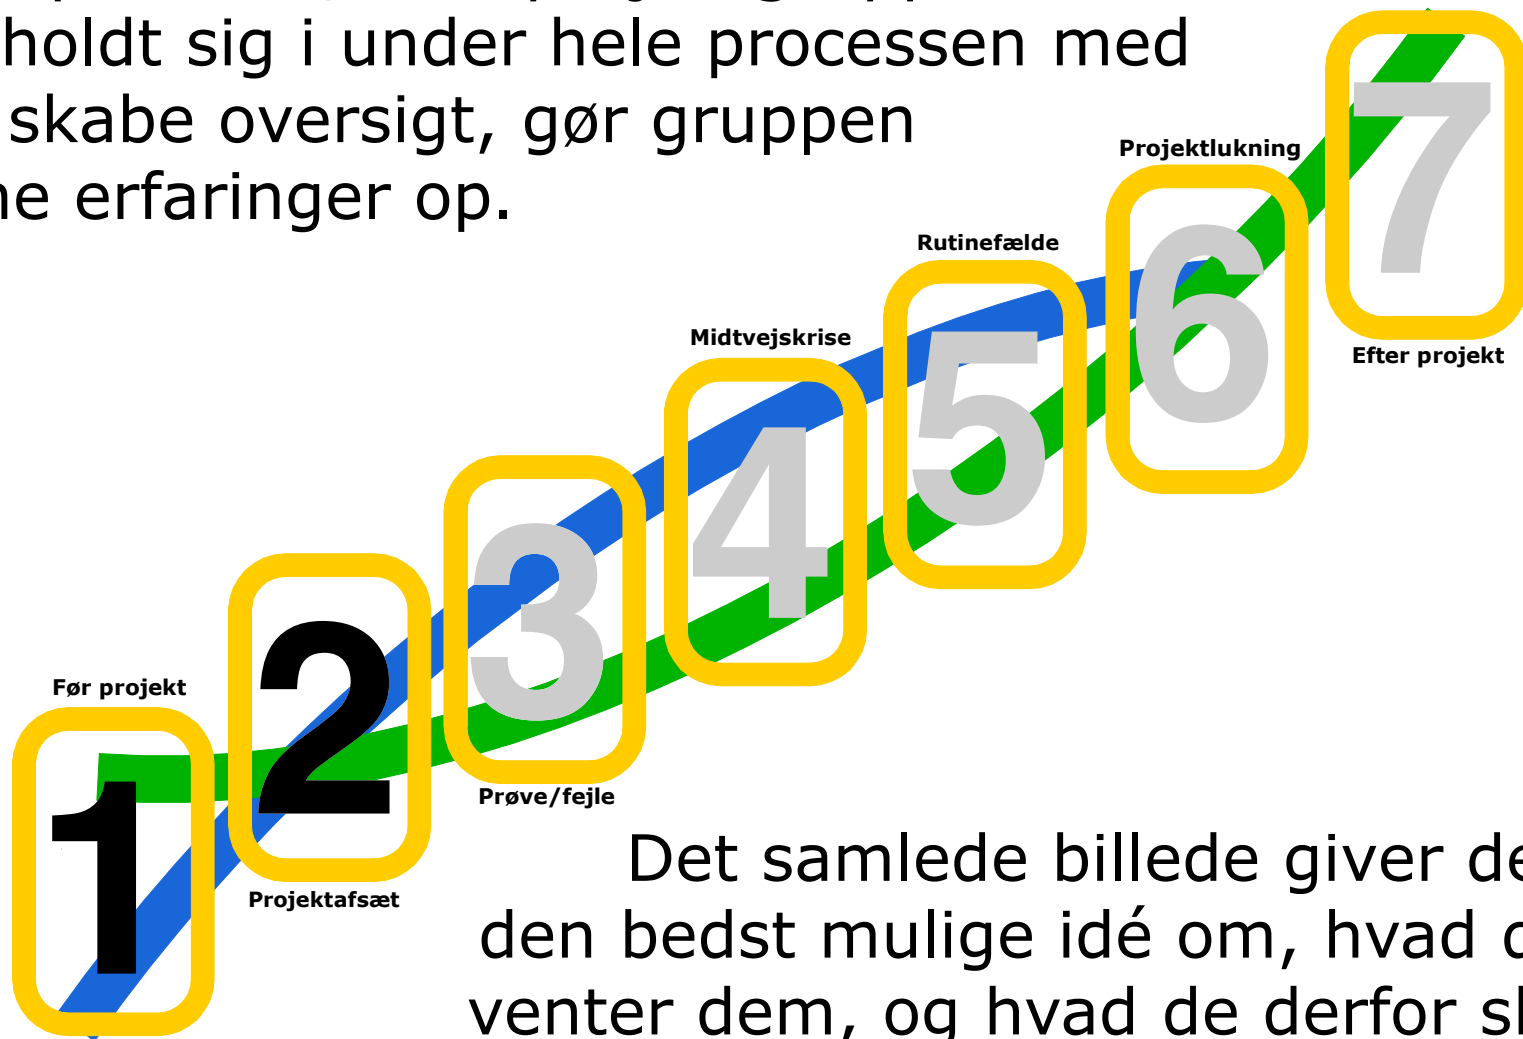 holdt sig i under hele processen med
skabe oversigt, gør gruppen
erfaringer op.
7
Efter projekt
Projektlukning
6
Rutinefælde
5
Midtvejskrise
4
3
Prøve/fejle
2
Projektafsæt
Før projekt
1
Det samlede billede giver
den bedst mulige idé om, hvad
venter dem, og hvad de derfor